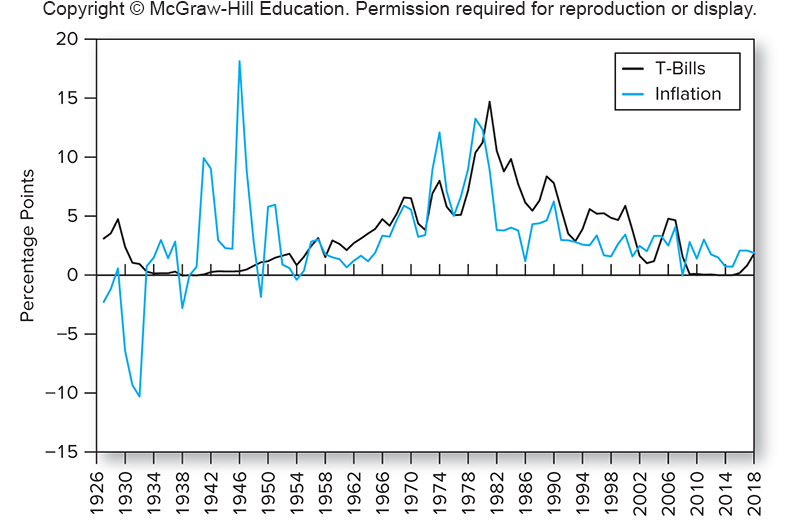 Copyright © McGraw-Hill Education. Permission required for reproduction or display.
20
15
10
5
0
−5
−10
−15
Percentage Points
T-Bills
Inflation
1926 1930 1934 1938 1942 1946 1950 1954 1958 1962 1966 1970 1974 1978 1982 1986 1990 1994 1998 2002 2006 2010 2014 2018